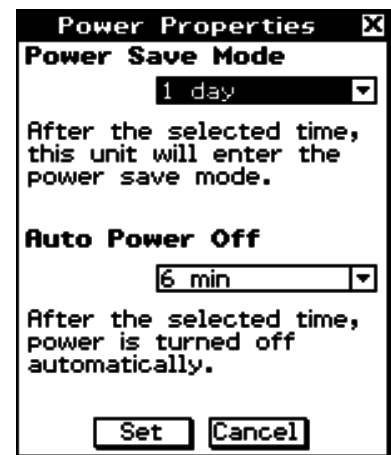 Power Properties
Power Save Mode
1 day
After the selected time,
this unit will enter the
power save mode.
Auto Power Off
6 min
After the selected time,
power is turned off
automatically.
Set Cancel